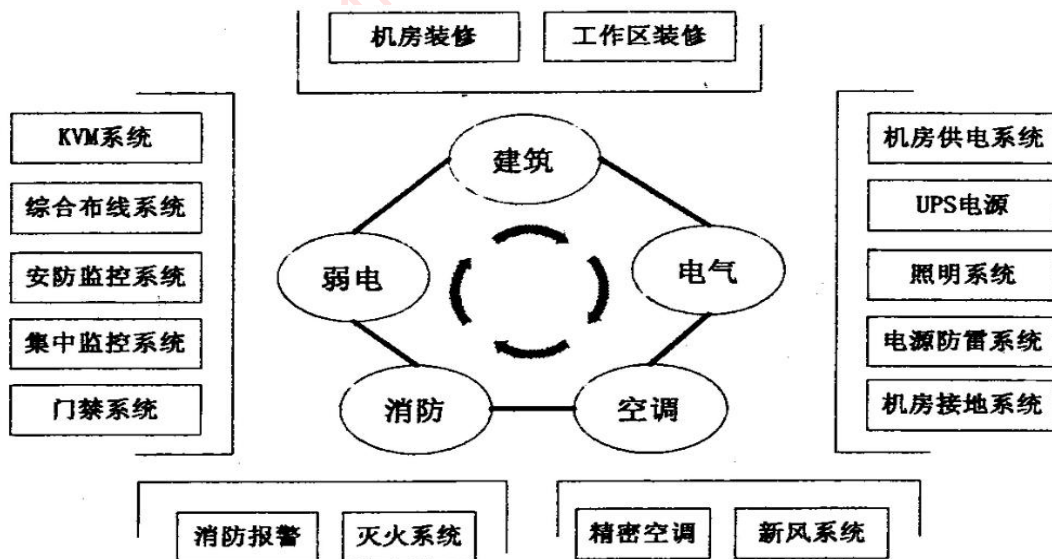 机房装修
工作区装修
KVM系统
综合布线系统
安防监控系统
集中监控系统
门禁系统
建筑
弱电
电气
消防
空调
机房供电系统
UPS电源
照明系统
电源防雷系统
机房接地系统
消防报警
灭火系统
精密空调
新风系统